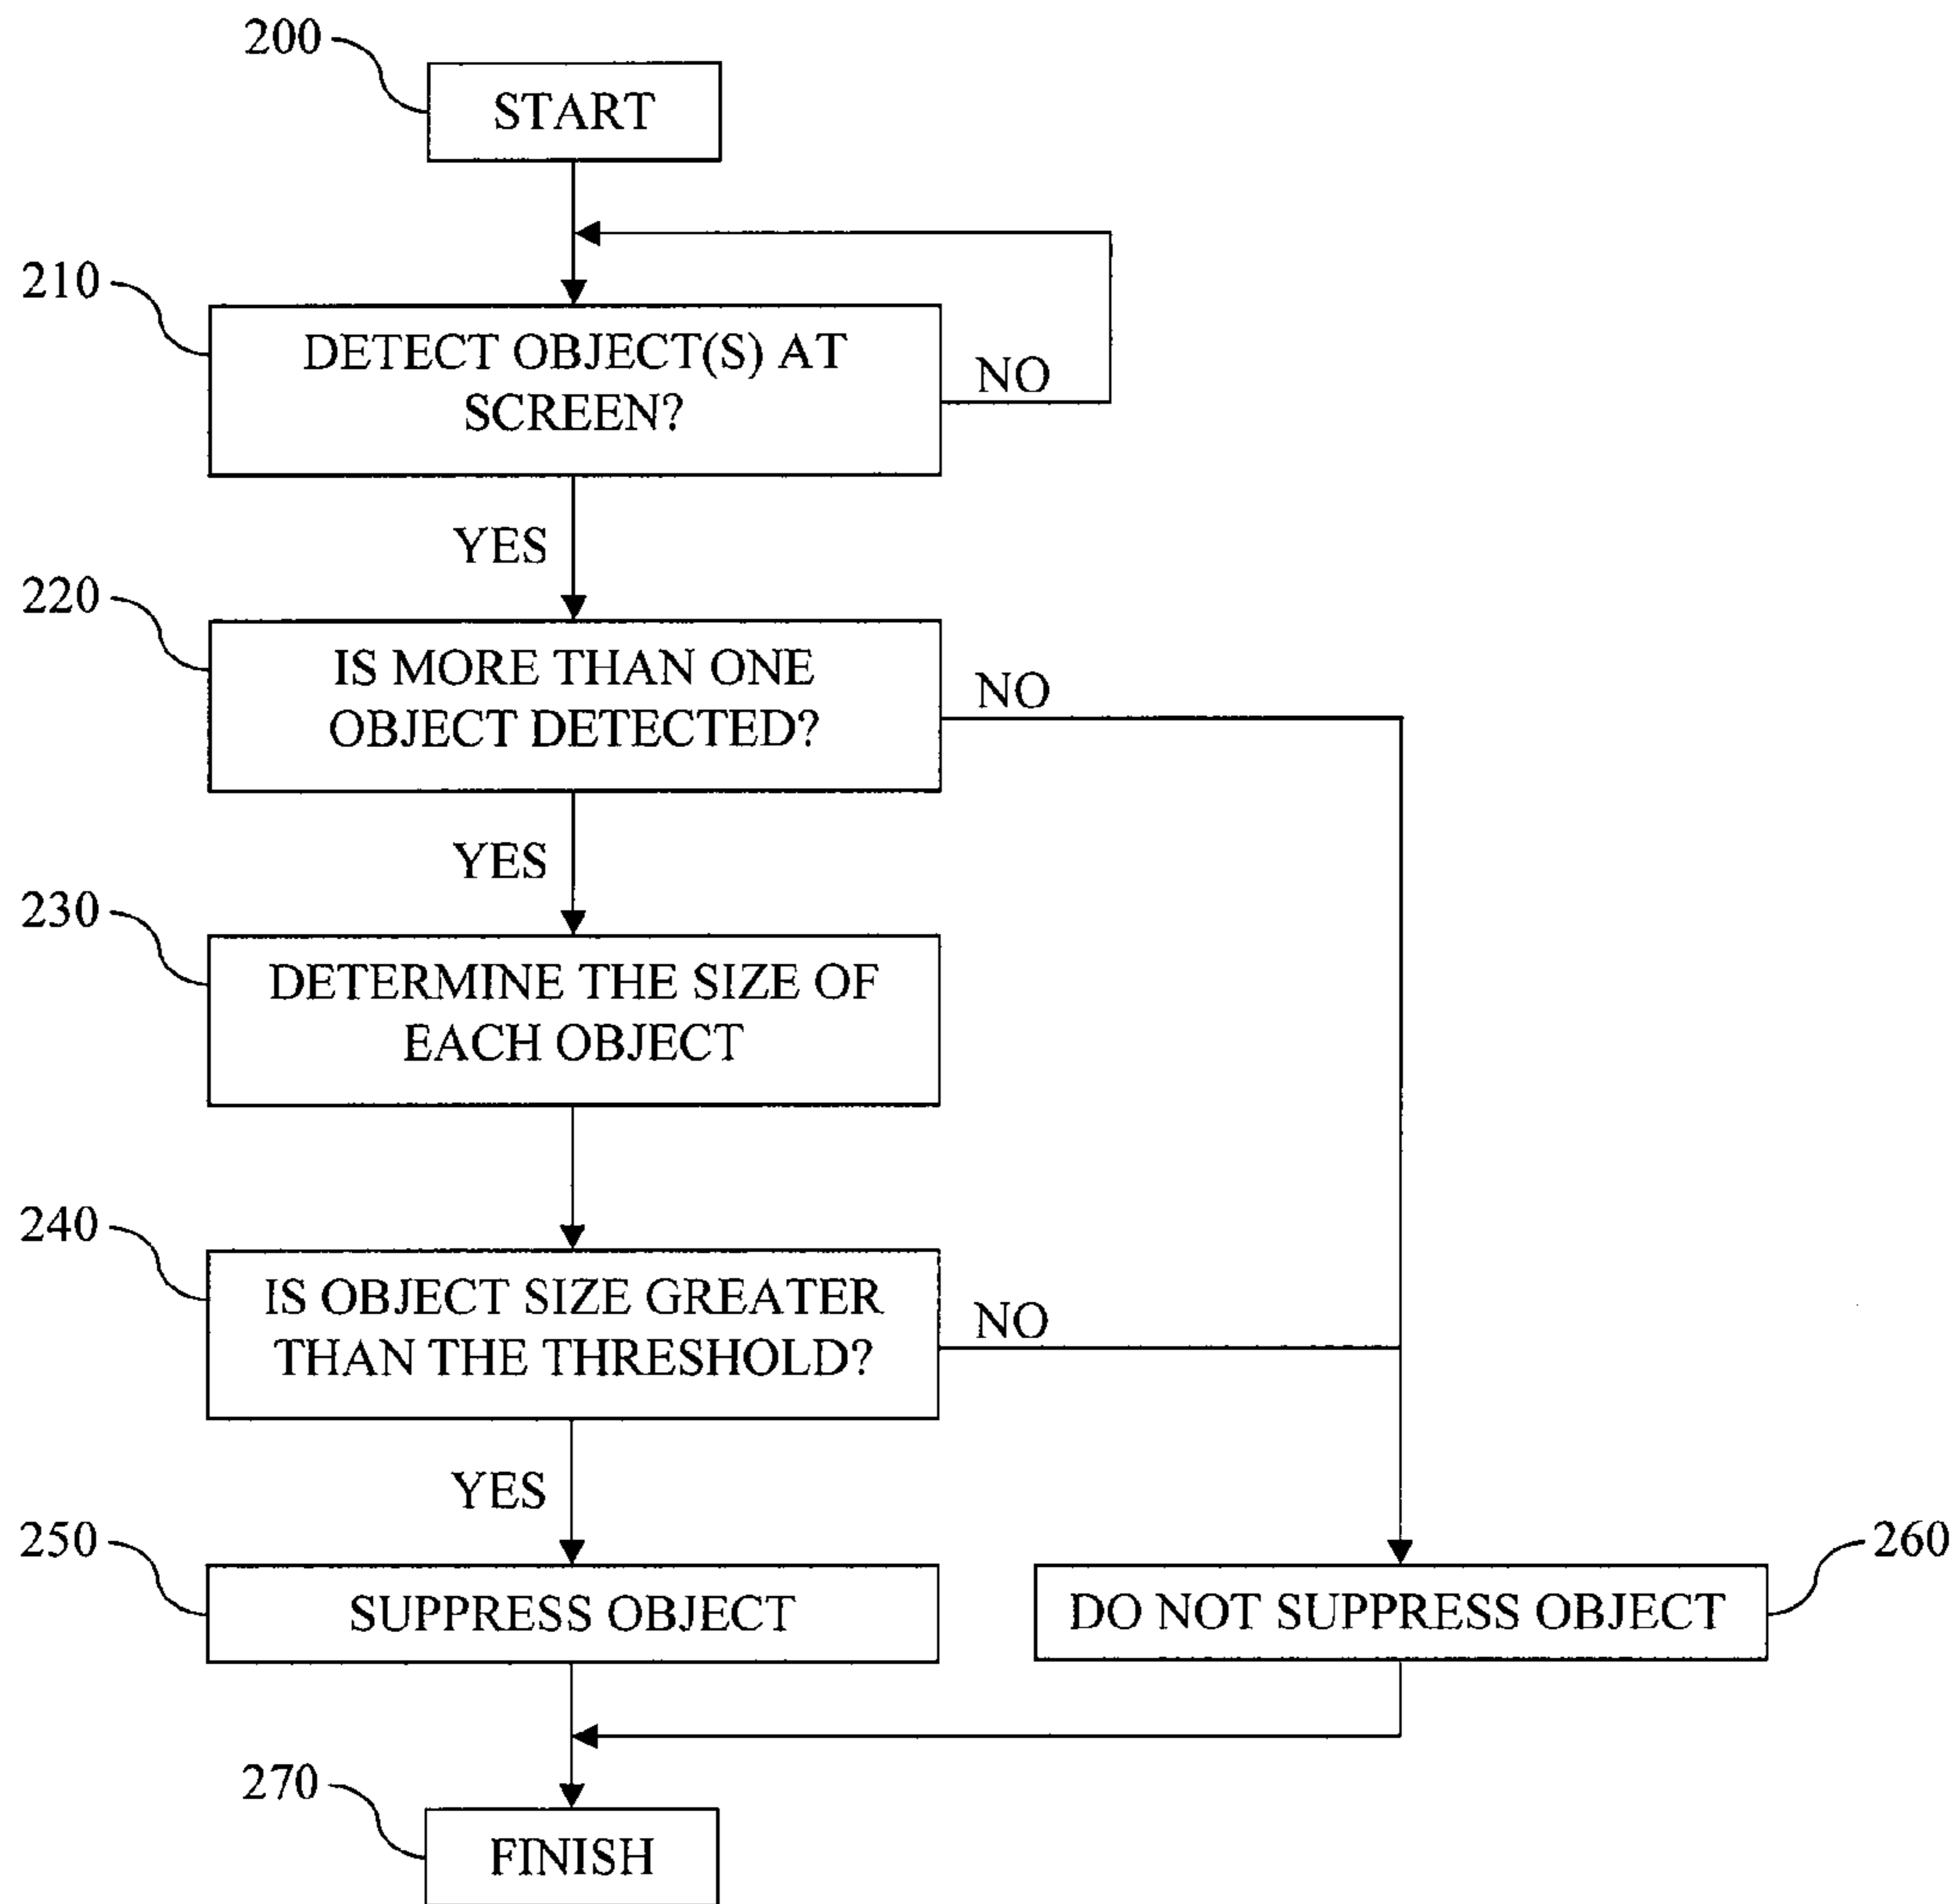 200
START
210
DETECT OBJECT(S) AT
SCREEN?
NO
YES
220
IS MORE THAN ONE
OBJECT DETECTED?
NO
YES
230
DETERMINE THE SIZE OF
EACH OBJECT
240
IS OBJECT SIZE GREATER
THAN THE THRESHOLD?
NO
YES
250
SUPPRESS OBJECT
DO NOT SUPPRESS OBJECT
260
270
FINISH